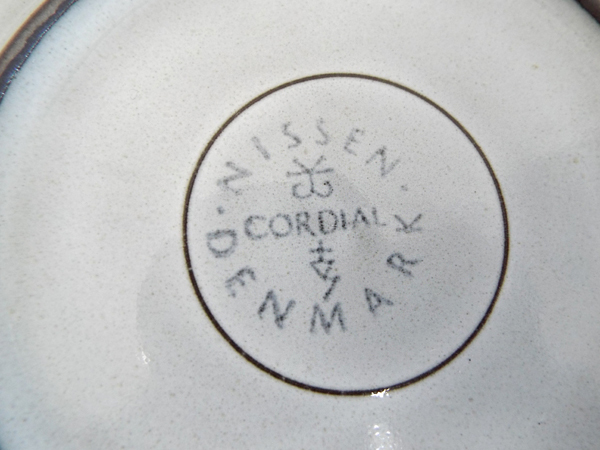 · NISSEN ·
CORDIAL
DENMARK